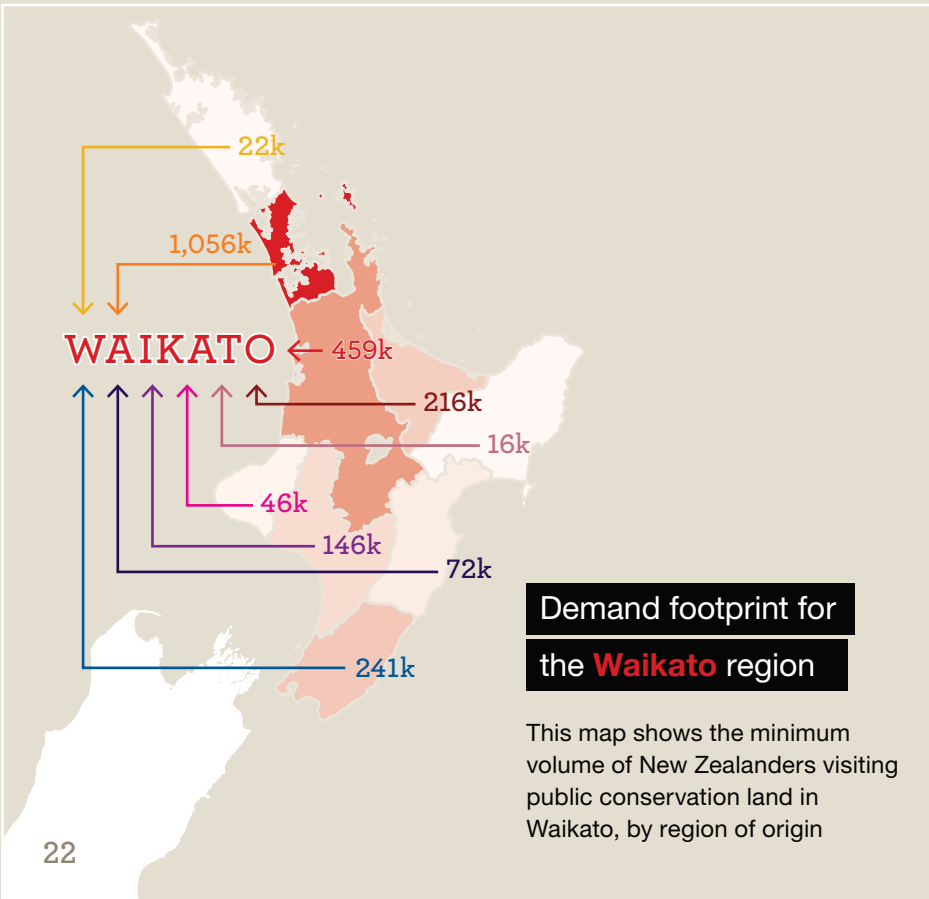 22k
1,056k
WAIKATO
459k
216k
16k
46k
146k
72k
241k
Demand footprint for
the Waikato region
This map shows the minimum
volume of New Zealanders visiting
public conservation land in
Waikato, by region of origin
22